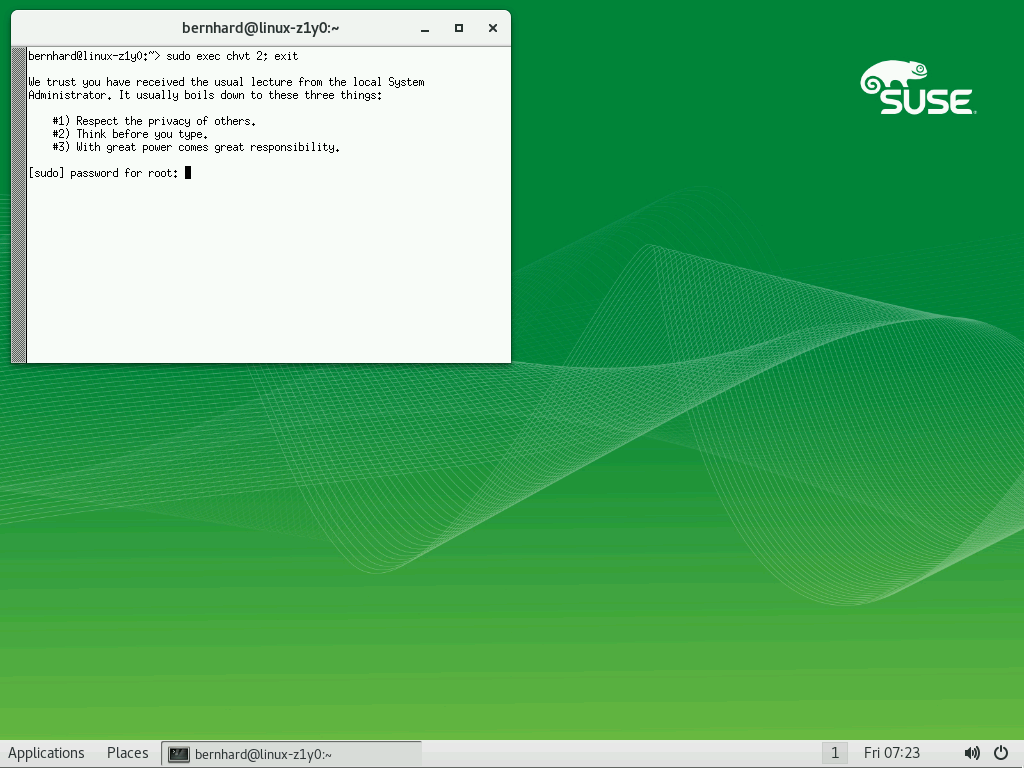 bernhard@linux-z1y0:~
bernhard@linux-z1y0:~> sudo exec chvt 2; exit
We trust you have received the usual lecture from the local System
Administrator. It usually boils down to these three things:
#1) Respect the privacy of others.
#2) Think before you type.
#3) With great power comes great responsibility.
[sudo] password for root:
SUSE
Applications Places bernhard@linux-z1y0:~ 1 Fri 07:23